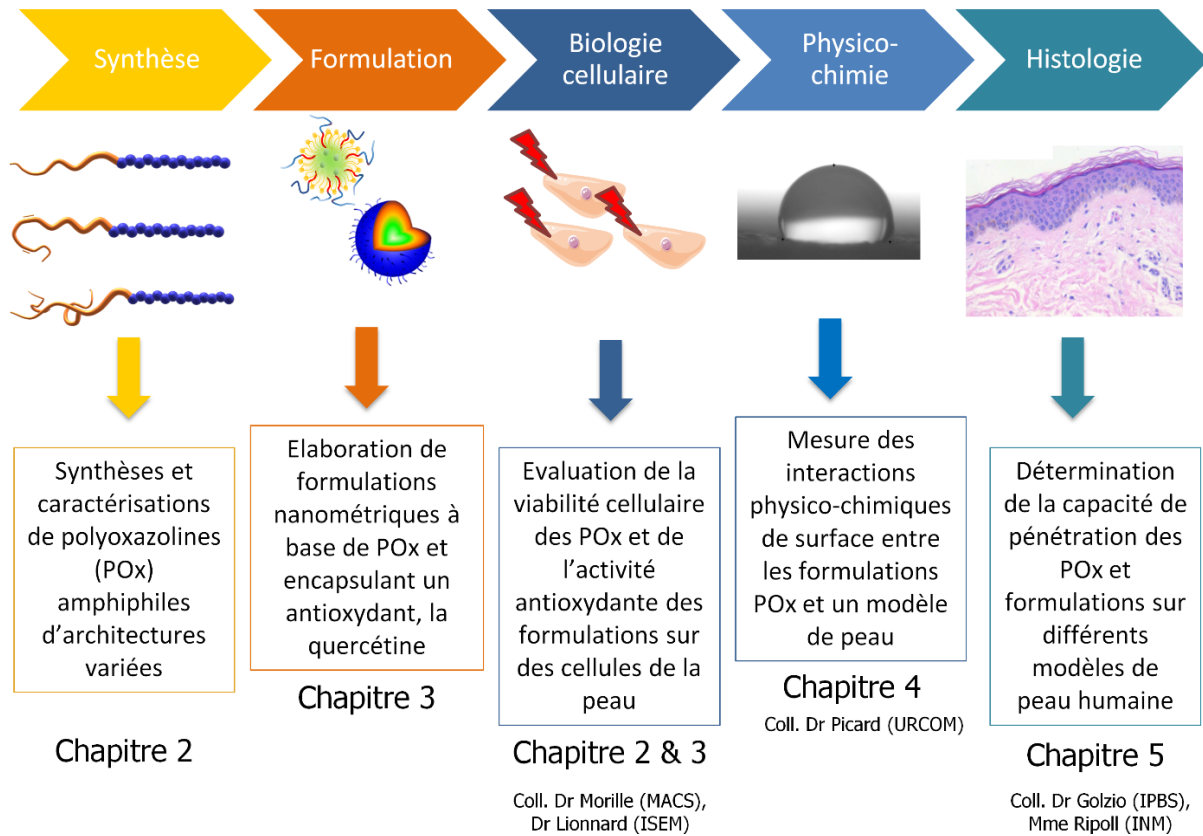 Synthèse
Formulation
Biologie
cellulaire
Physico-
chimie
Histologie
Synthèses et
caractérisations
de polyoxazolines
(POx)
amphiphiles
d’architectures
variées
Chapitre 2
Elaboration de
formulations
nanométriques à
base de POx et
encapsulant un
antioxydant, la
quercétine
Chapitre 3
Evaluation de la
viabilité cellulaire
des POx et de
l’activité
antioxydante des
formulations sur
des cellules de la
peau
Chapitre 2 & 3
Coll. Dr Morille (MACS),
Dr Lionnard (ISEM)
Mesure des
interactions
physico-chimiques
de surface entre
les formulations
POx et un modèle
de peau
Chapitre 4
Coll. Dr Picard (URCOM)
Détermination
de la capacité de
pénétration des
POx et
formulations sur
différents
modèles de
peau humaine
Chapitre 5
Coll. Dr Golzio (IPBS),
Mme Ripoll (INM)